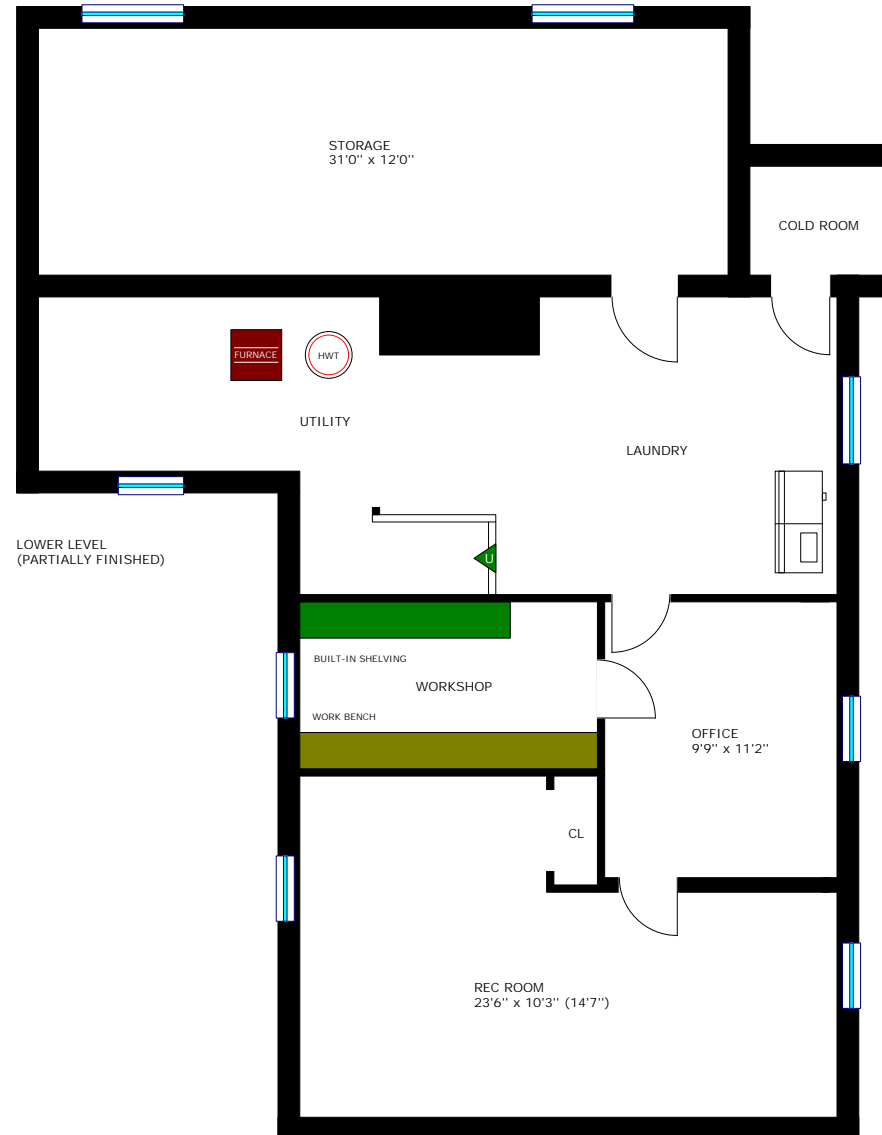 STORAGE
31'0" x 12'0"
COLD ROOM
FURNACE
HWT
UTILITY
LAUNDRY
LOWER LEVEL
(PARTIALLY FINISHED)
U
BUILT-IN SHELVING
WORKSHOP
WORK BENCH
OFFICE
9'9" x 11'2"
CL
REC ROOM
23'6" x 10'3" (14'7")